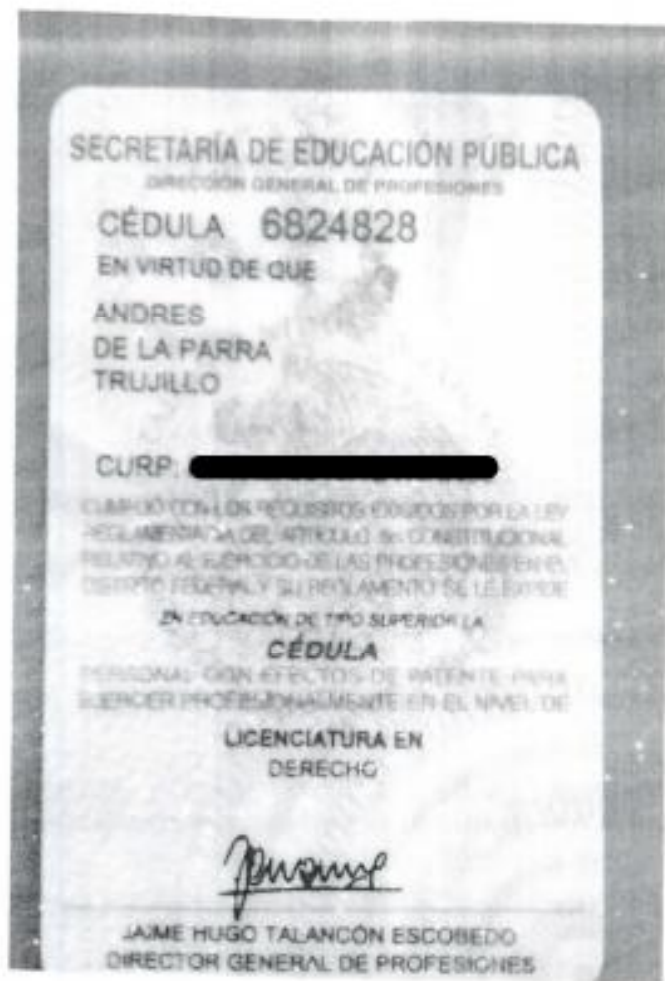 SECRETARÍA DE EDUCACIÓN PÚBLICA
DIRECCIÓN GENERAL DE PROFESIONES
CÉDULA 6824828
EN VIRTUD DE QUE
ANDRES
DE LA PARRA
TRUJILLO
CURP:
CUMPLIÓ CON LOS REQUISITOS EXIGIDOS POR LA LEY
REGLAMENTARIA DEL ARTÍCULO 5o CONSTITUCIONAL
RELATIVO AL EJERCICIO DE LAS PROFESIONES EN EL
DISTRITO FEDERAL Y SU REGLAMENTO SE LE EXPIDE
EN EDUCACIÓN DE TIPO SUPERIOR LA
CÉDULA
PERSONAL CON EFECTOS DE PATENTE PARA
EJERCER PROFESIONALMENTE EN EL NIVEL DE
LICENCIATURA EN
DERECHO
JAIME HUGO TALANCÓN ESCOBEDO
DIRECTOR GENERAL DE PROFESIONES